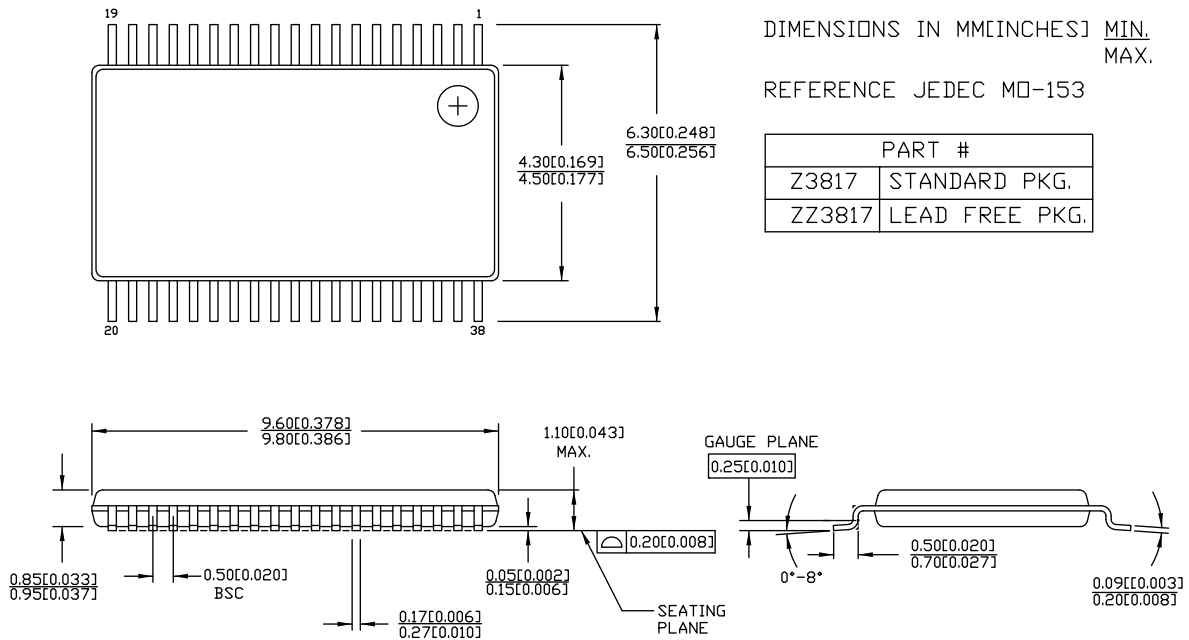 19
1
DIMENSIONS IN MM[INCHES] MIN.
MAX.
REFERENCE JEDEC MO-153
PART #
Z3817 STANDARD PKG.
ZZ3817 LEAD FREE PKG.
4.30[0.169]
4.50[0.177]
6.30[0.248]
6.50[0.256]
20
38
9.60[0.378]
9.80[0.386]
1.10[0.043]
MAX.
GAUGE PLANE
0.25[0.010]
0.20[0.008]
0.85[0.033]
0.95[0.037]
0.50[0.020]
BSC
0.17[0.006]
0.27[0.010]
0.05[0.002]
0.15[0.006]
SEATING
PLANE
0°-8°
0.50[0.020]
0.70[0.027]
0.09[[0.003]
0.20[0.008]